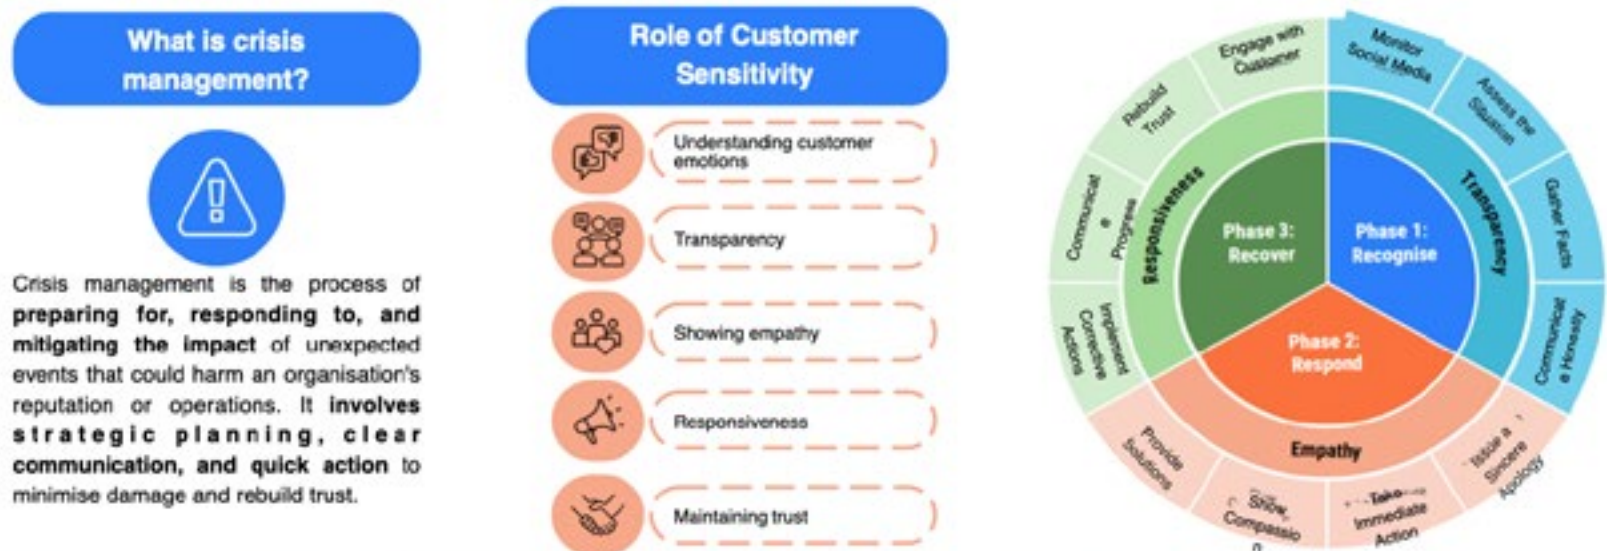 What is crisis
management?
Crisis management is the process of
preparing for, responding to, and
mitigating the impact of unexpected
events that could harm an organisation's
reputation or operations. It involves
strategic planning, clear
communication, and quick action to
minimise damage and rebuild trust.
Role of Customer
Sensitivity
Understanding customer
emotions
Transparency
Showing empathy
Responsiveness
Maintaining trust
Phase 1:
Recognise
Transparency
Monitor
Social Media
Assess the
Situation
Gather Facts
Communicat
e Honestly
Phase 2:
Respond
Empathy
Issue a
Sincere
Apology
Take
Immediate
Action
Show
Compassio
n
Provide
Solutions
Phase 3:
Recover
Responsiveness
Implement
Corrective
Actions
Communicat
e
Progress
Rebuild
Trust
Engage with
Customer